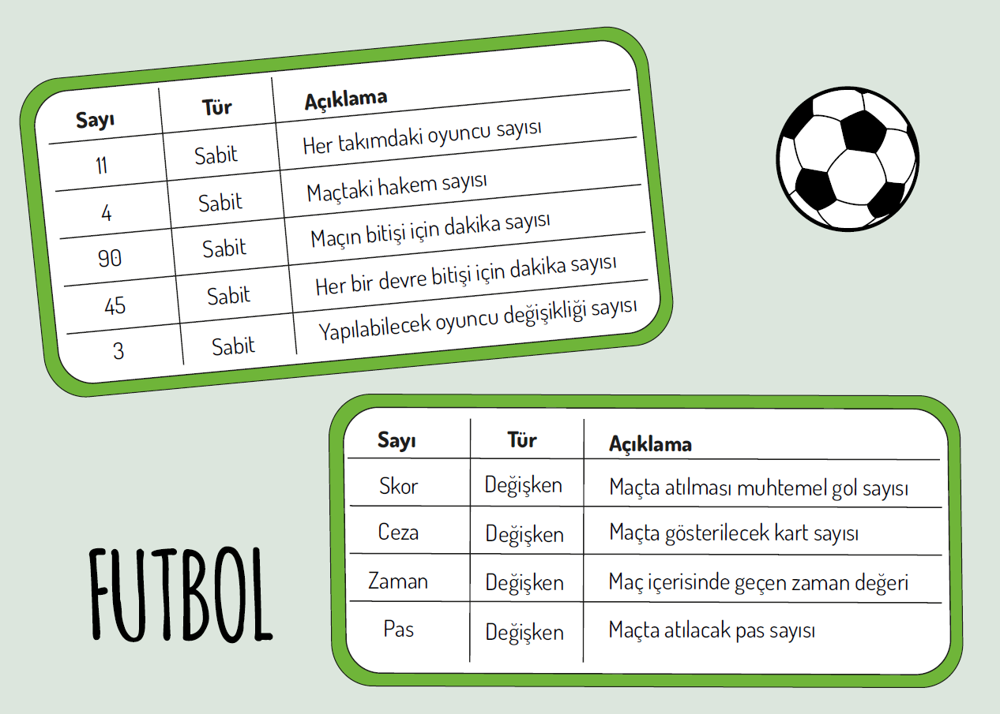 Sayı Tür Açıklama
11 Sabit Her takımdaki oyuncu sayısı
4 Sabit Maçtaki hakem sayısı
90 Sabit Maçın bitişi için dakika sayısı
45 Sabit Her bir devre bitişi için dakika sayısı
3 Sabit Yapılabilecek oyuncu değişikliği sayısı
Sayı Tür Açıklama
Skor Değişken Maçta atılması muhtemel gol sayısı
Ceza Değişken Maçta gösterilecek kart sayısı
Zaman Değişken Maç içerisinde geçen zaman değeri
Pas Değişken Maçta atılacak pas sayısı
FUTBOL